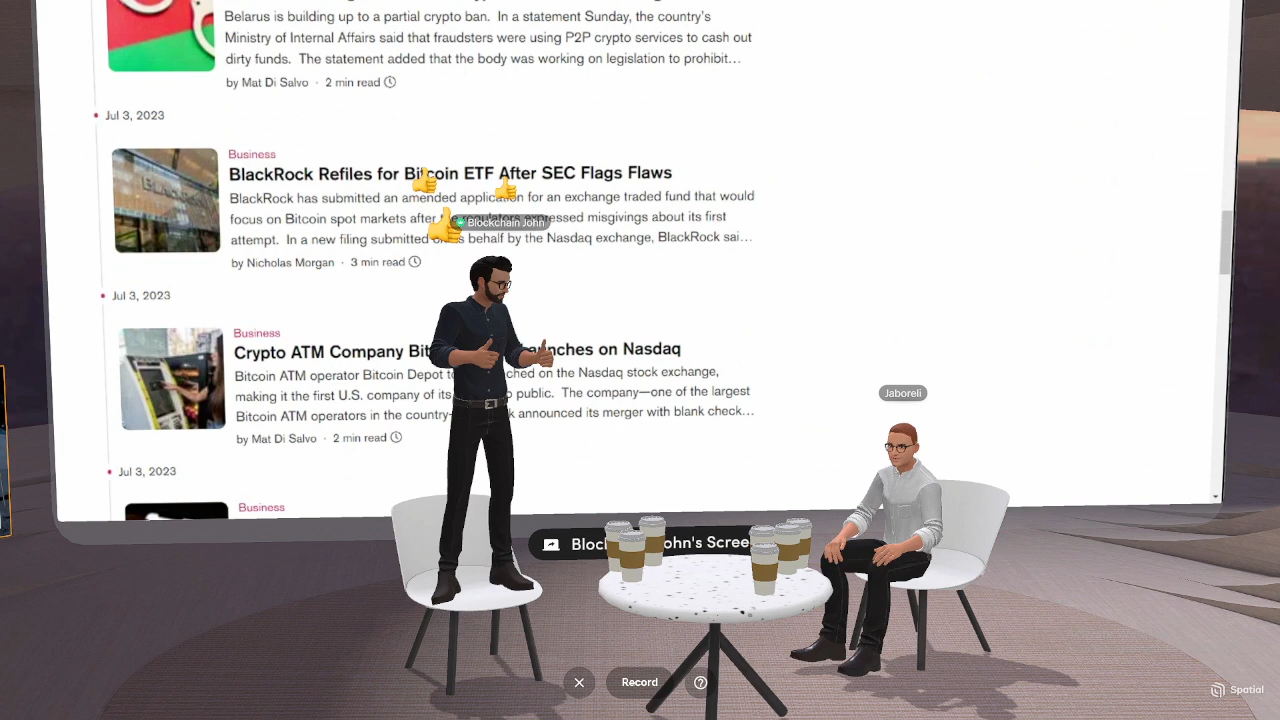 Belarus is building up to a partial crypto ban. In a statement Sunday, the country's
Ministry of Internal Affairs said that fraudsters were using P2P crypto services to cash out
dirty funds. The statement added that the body was working on legislation to prohibit...
by Mat Di Salvo · 2 min read
Jul 3, 2023
Business
BlackRock Refiles for Bitcoin ETF After SEC Flags Flaws
BlackRock has submitted an amended application for an exchange traded fund that would
focus on Bitcoin spot markets after regulators expressed misgivings about its first
Blockchain John
attempt. In a new filing submitted behalf by the Nasdaq exchange, BlackRock sai...
by Nicholas Morgan · 3 min read
Jul 3, 2023
Business
Crypto ATM Company on Nasdaq
Bitcoin ATM operator Bitcoin Depot on the Nasdaq stock exchange,
making it the first U.S. company of its public. The company—one of the largest
Bitcoin ATM operators in the country- announced its merger with blank check...
by Mat Di Salvo · 2 min read
Jaboreli
Jul 3, 2023
Business
Record
Spatial